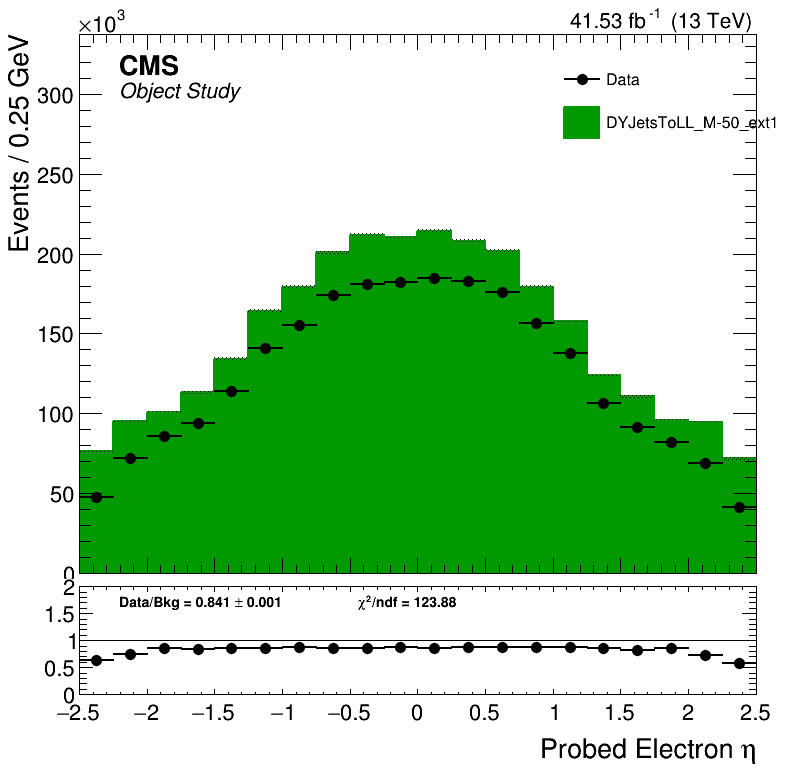 ×10³
41.53 fb⁻¹ (13 TeV)
Events / 0.25 GeV
CMS
Object Study
Data
DYJetsToLL_M-50_ext1
300
250
200
150
100
50
0
Data/Bkg = 0.841 ± 0.001
χ²/ndf = 123.88
2
1.5
1
0.5
0
−2.5 −2 −1.5 −1 −0.5 0 0.5 1 1.5 2 2.5
Probed Electron η